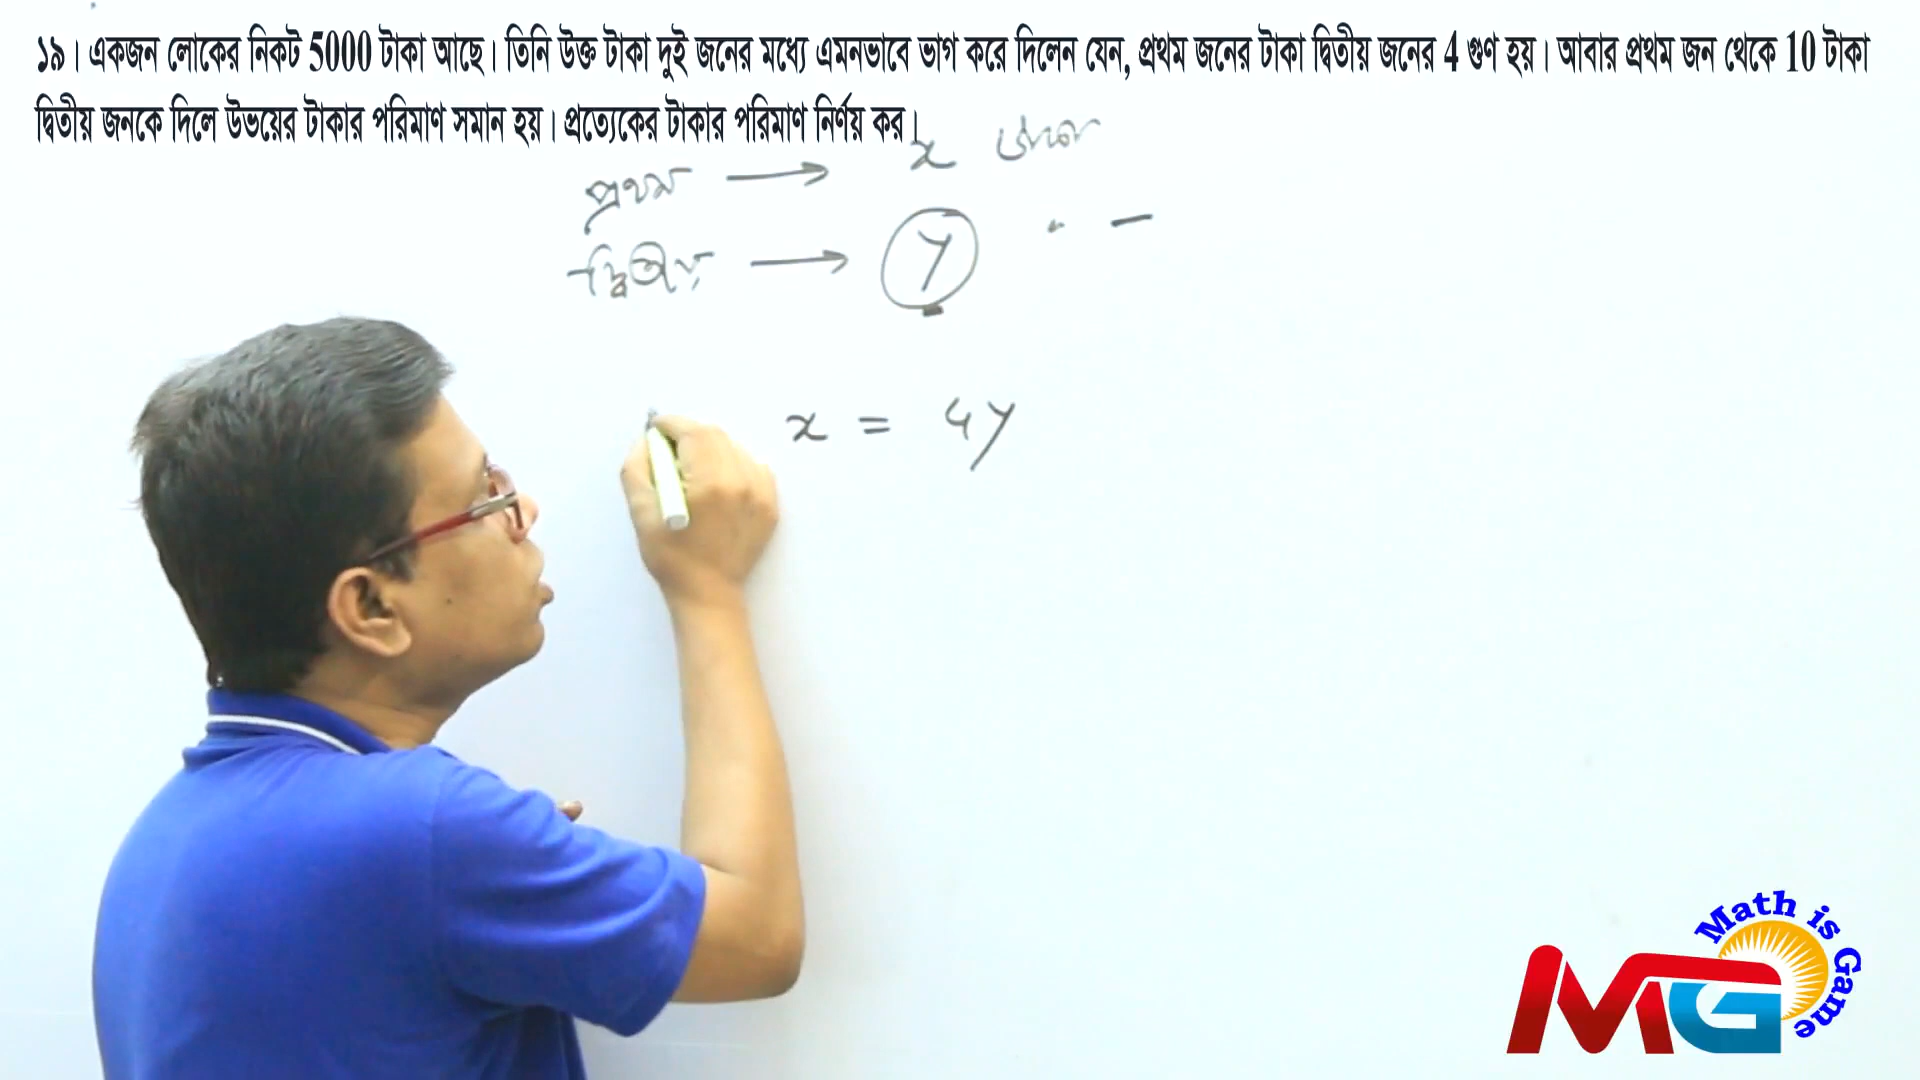 ১৯। একজন লোকের নিকট 5000 টাকা আছে। তিনি উক্ত টাকা দুই জনের মধ্যে এমনভাবে ভাগ করে দিলেন যেন, প্রথম জনের টাকা দ্বিতীয় জনের 4 গুণ হয়। আবার প্রথম জন থেকে 10 টাকা
দ্বিতীয় জনকে দিলে উভয়ের টাকার পরিমাণ সমান হয়। প্রত্যেকের টাকার পরিমাণ নির্ণয় কর।
প্রথম → x টাকা
দ্বিতীয় → y " –
x = 4y
Math is Game
MG